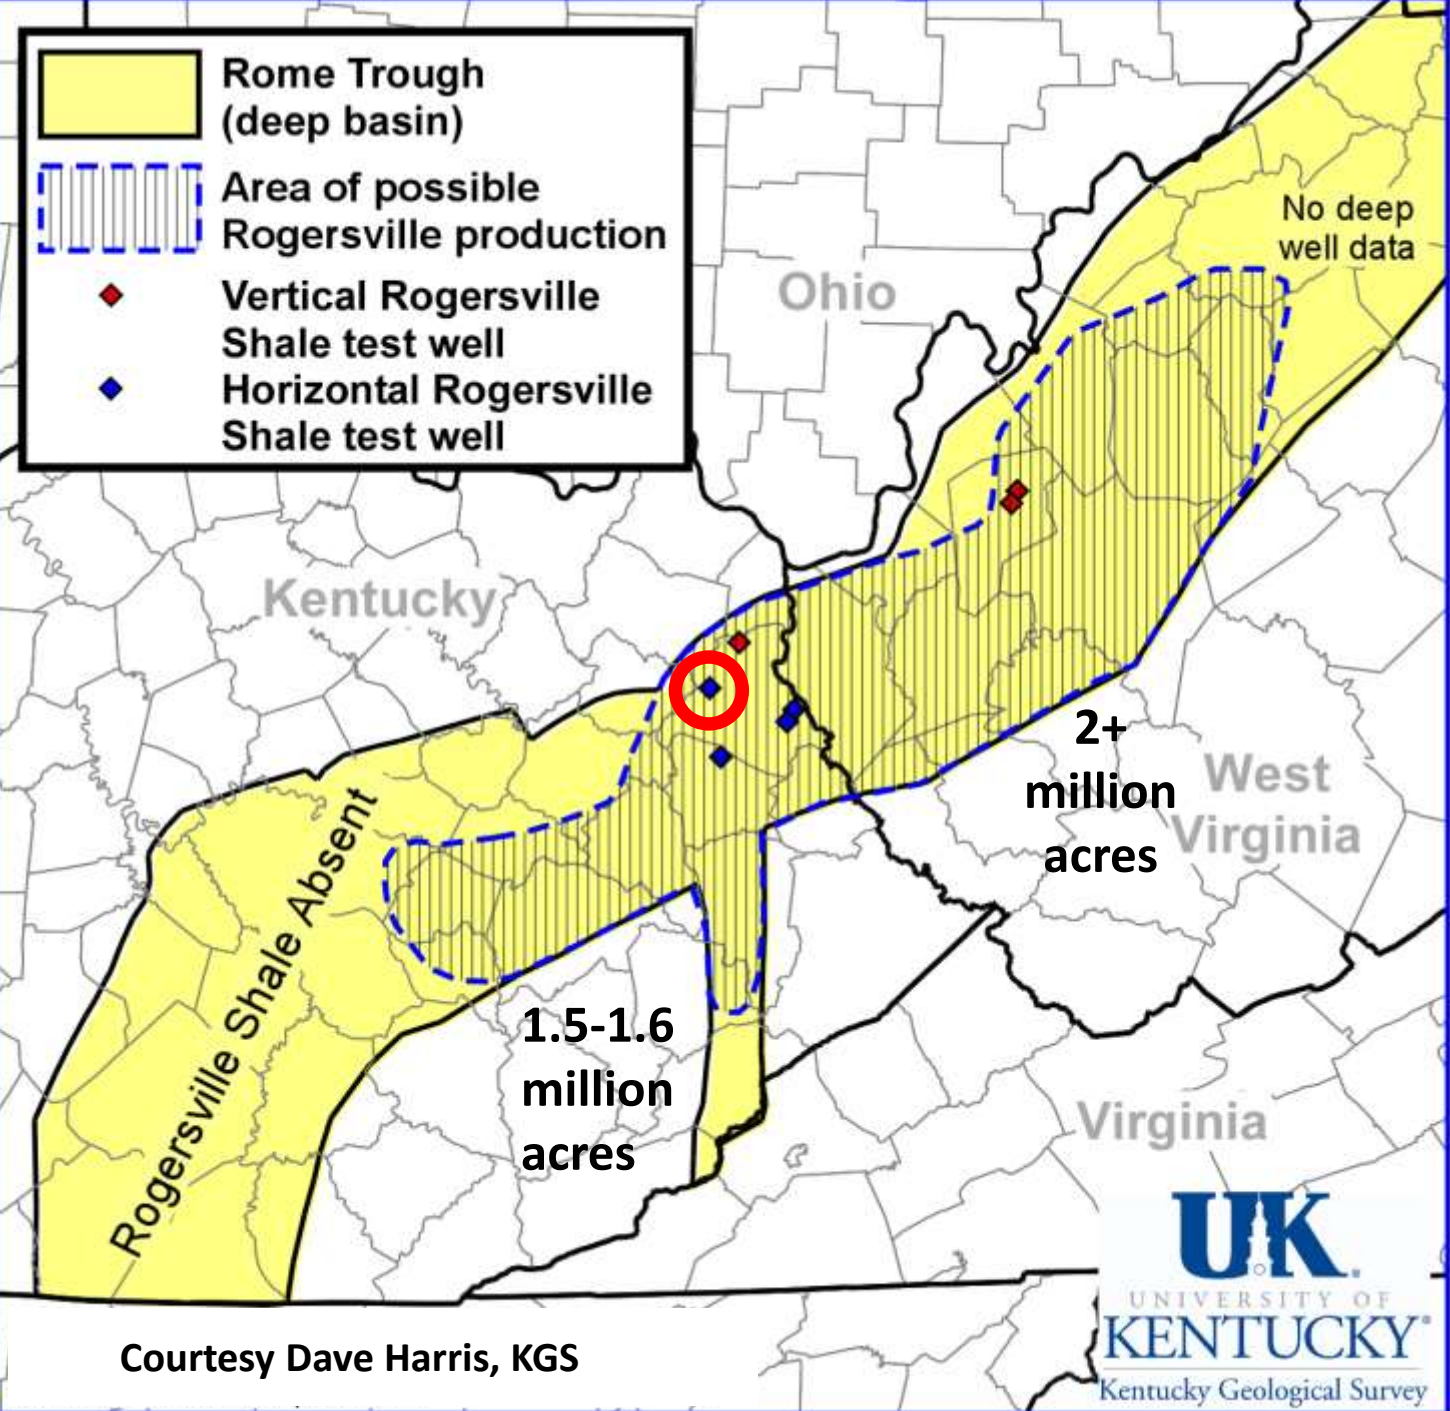 Rome Trough
(deep basin)
Area of possible
Rogersville production
Vertical Rogersville
Shale test well
Horizontal Rogersville
Shale test well
No deep
well data
Ohio
Kentucky
2+
million
acres
West
Virginia
Rogersville Shale Absent
1.5-1.6
million
acres
Virginia
UK
UNIVERSITY OF
KENTUCKY®
Kentucky Geological Survey
Courtesy Dave Harris, KGS